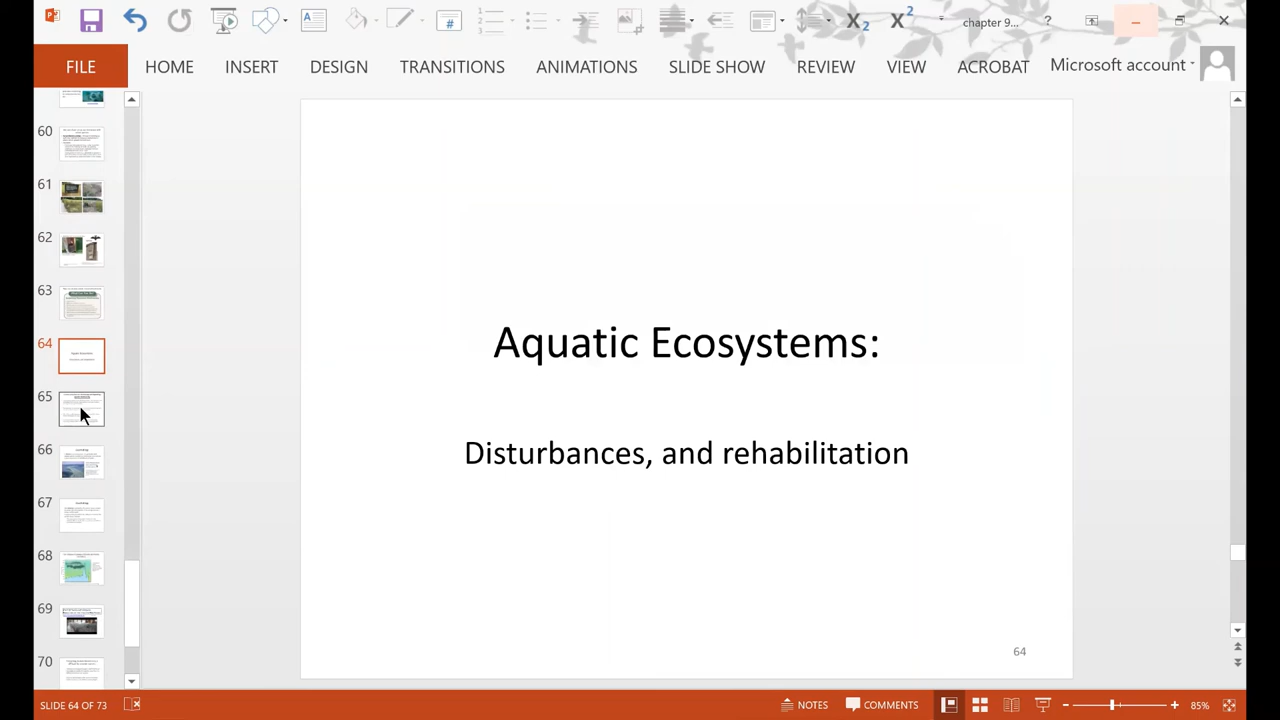 chapter 9...
?
FILE
HOME
INSERT
DESIGN
TRANSITIONS
ANIMATIONS
SLIDE SHOW
REVIEW
VIEW
ACROBAT
Microsoft account
60
61
62
63
64
65
66
67
68
69
70
Aquatic Ecosystems:
Disturbances, and rehabilitation
64
SLIDE 64 OF 73
NOTES
COMMENTS
85%